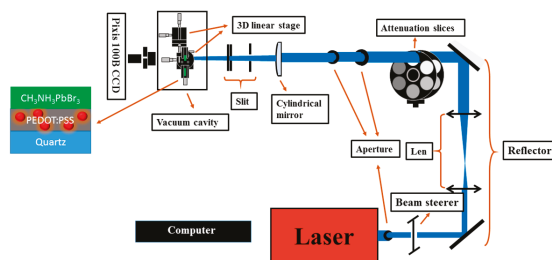 Pixis 100B CCD
3D linear stage
Attenuation slices
CH3NH3PbBr3
PEDOT:PSS
Quartz
Slit
Cylindrical
mirror
Vacuum cavity
Aperture
Len
Reflector
Beam steerer
Computer
Laser